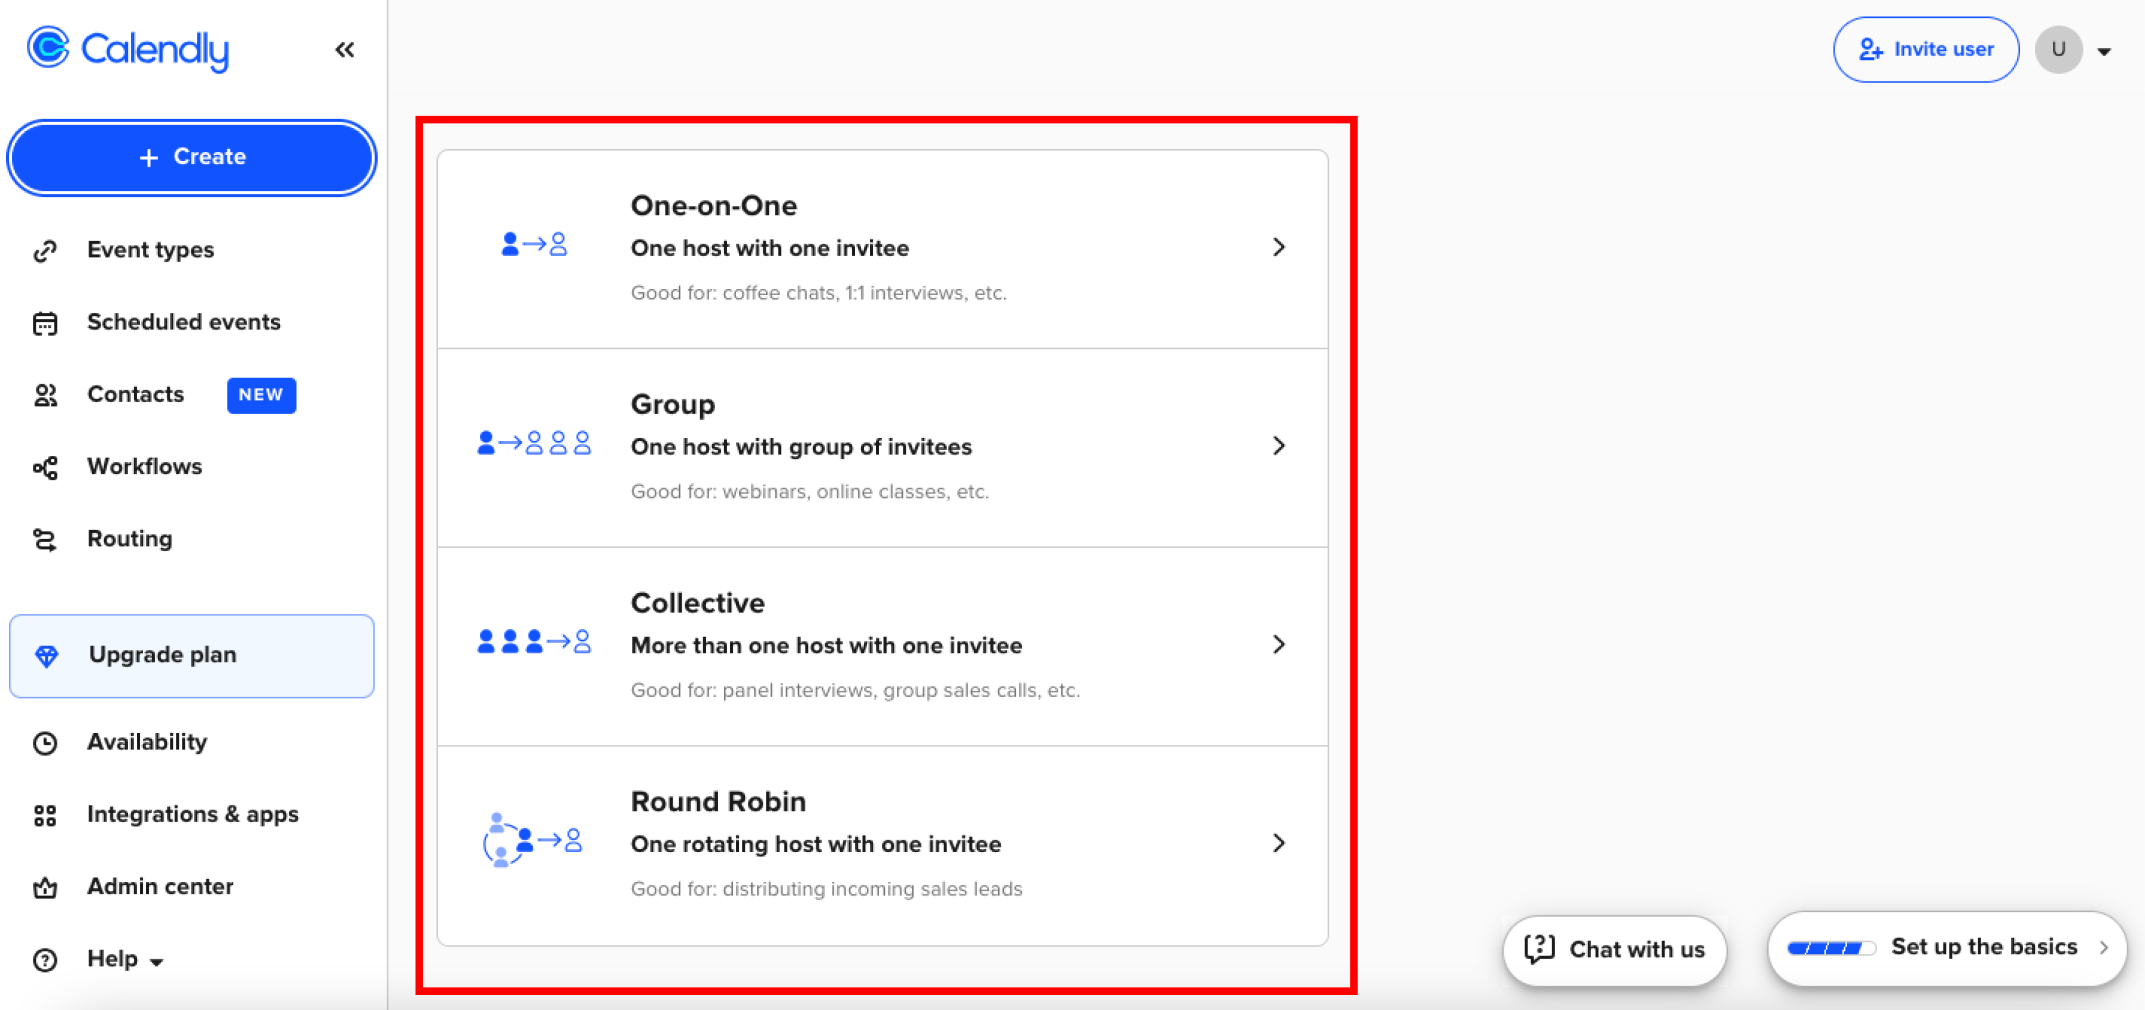 Calendly
Create
Event types
Scheduled events
Contacts NEW
Workflows
Routing
Upgrade plan
Availability
Integrations & apps
Admin center
Help
Invite user
U
One-on-One
One host with one invitee
Good for: coffee chats, 1:1 interviews, etc.
Group
One host with group of invitees
Good for: webinars, online classes, etc.
Collective
More than one host with one invitee
Good for: panel interviews, group sales calls, etc.
Round Robin
One rotating host with one invitee
Good for: distributing incoming sales leads
Chat with us
Set up the basics